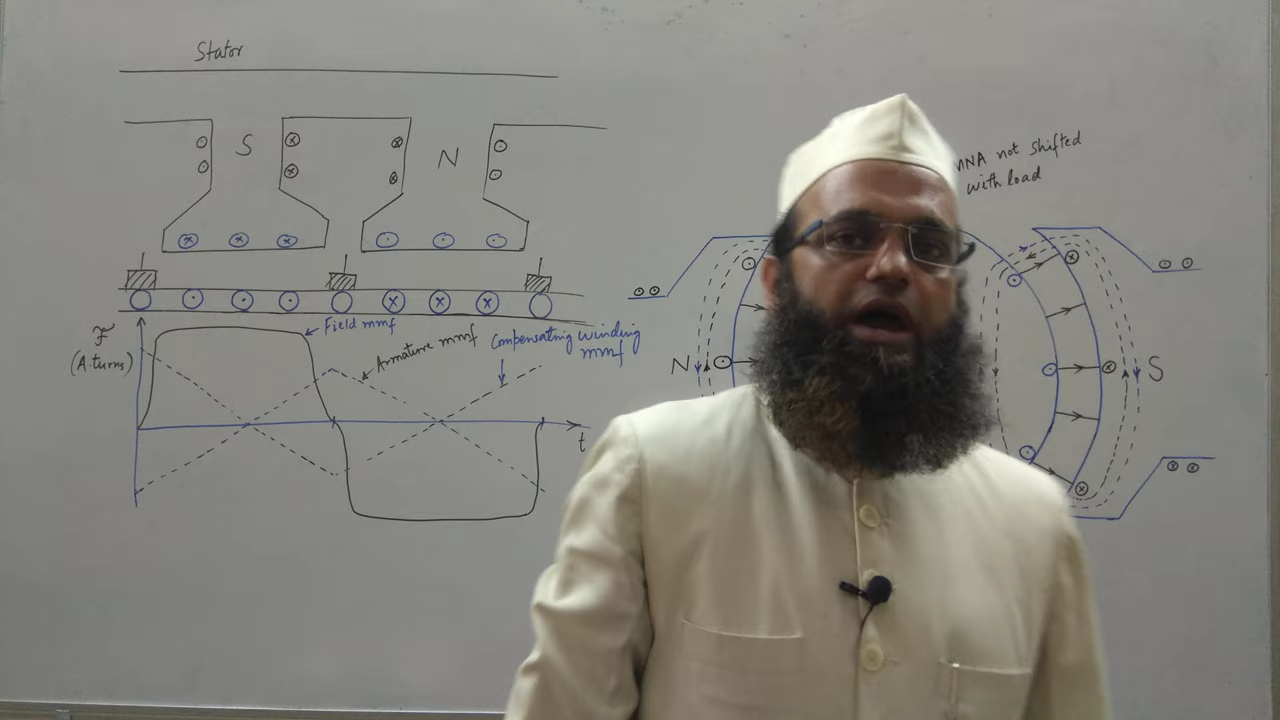 Stator
S
N
MNA not shifted
with load
F
(A.turns)
Field mmf
Armature mmf
Compensating winding
mmf
t
N
S